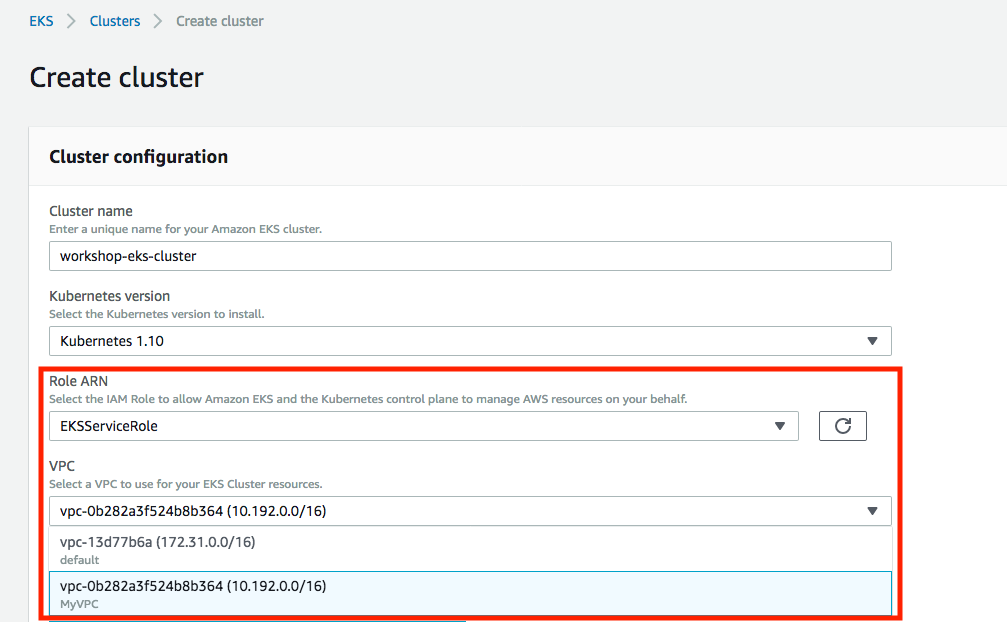 EKS > Clusters > Create cluster
Create cluster
Cluster configuration
Cluster name
Enter a unique name for your Amazon EKS cluster.
workshop-eks-cluster
Kubernetes version
Select the Kubernetes version to install.
Kubernetes 1.10
Role ARN
Select the IAM Role to allow Amazon EKS and the Kubernetes control plane to manage AWS resources on your behalf.
EKSServiceRole
VPC
Select a VPC to use for your EKS Cluster resources.
vpc-0b282a3f524b8b364 (10.192.0.0/16)
vpc-13d77b6a (172.31.0.0/16)
default
vpc-0b282a3f524b8b364 (10.192.0.0/16)
MyVPC